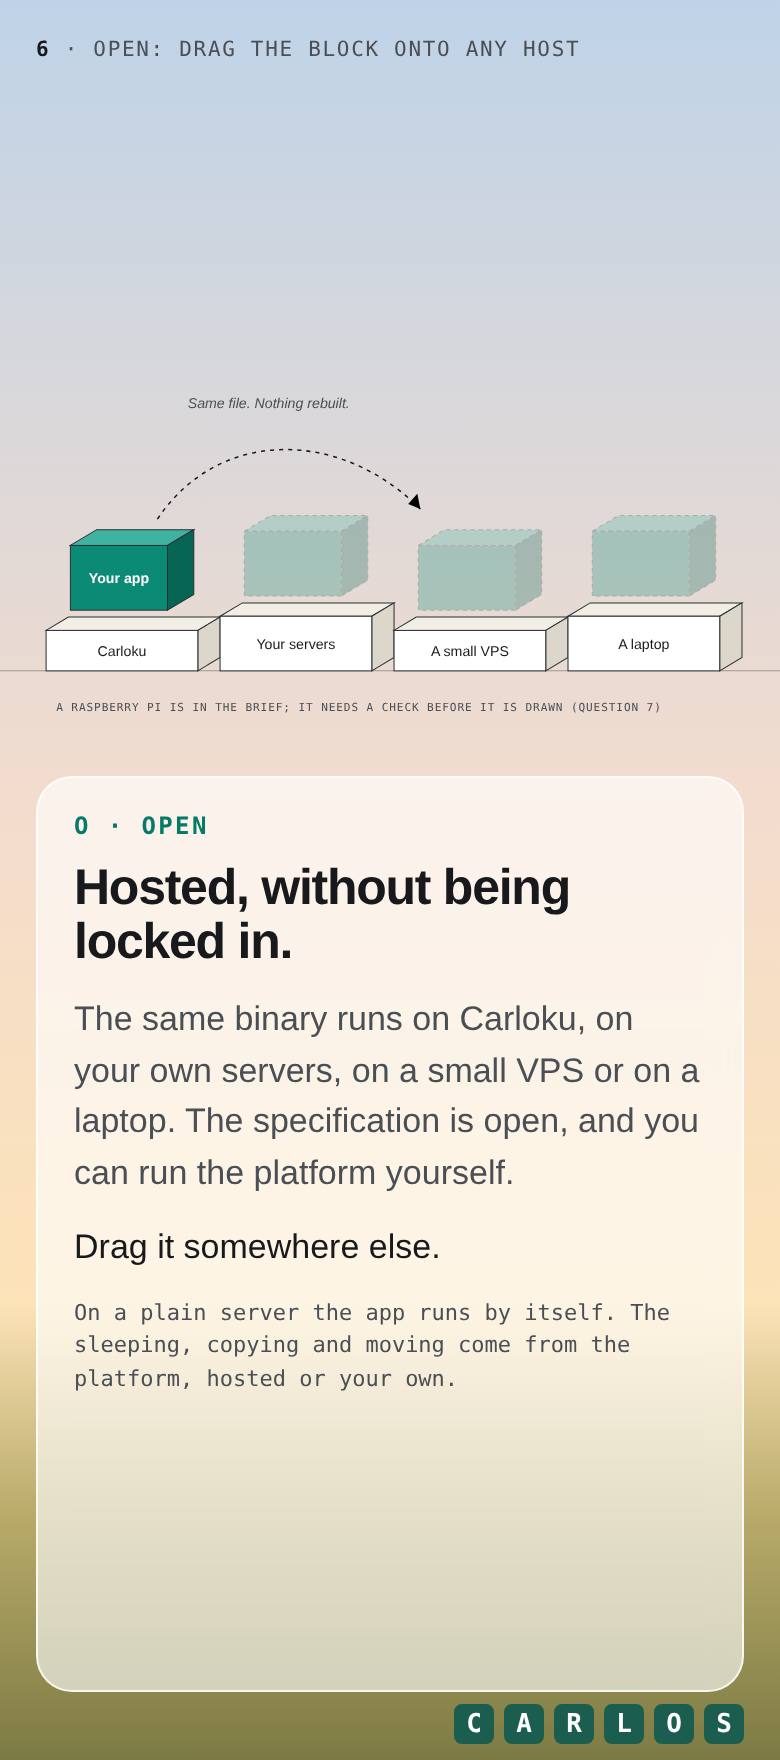 6 · OPEN: DRAG THE BLOCK ONTO ANY HOST
Same file. Nothing rebuilt.
Your app
Carloku
Your servers
A small VPS
A laptop
A RASPBERRY PI IS IN THE BRIEF; IT NEEDS A CHECK BEFORE IT IS DRAWN (QUESTION 7)
O · OPEN
Hosted, without being
locked in.
The same binary runs on Carloku, on
your own servers, on a small VPS or on a
laptop. The specification is open, and you
can run the platform yourself.
Drag it somewhere else.
On a plain server the app runs by itself. The
sleeping, copying and moving come from the
platform, hosted or your own.
C A R L O S